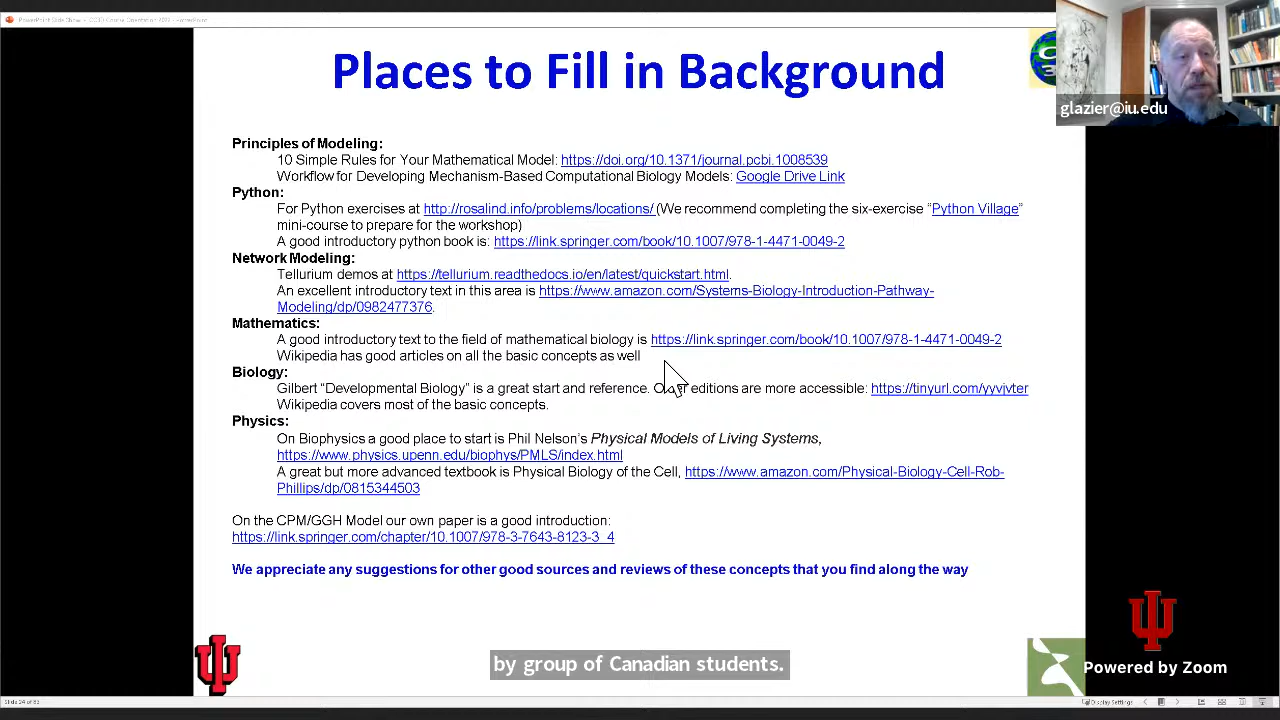 Places to Fill in Background
glazier@iu.edu
Principles of Modeling:
10 Simple Rules for Your Mathematical Model: https://doi.org/10.1371/journal.pcbi.1008539
Workflow for Developing Mechanism-Based Computational Biology Models: Google Drive Link
Python:
For Python exercises at http://rosalind.info/problems/locations/ (We recommend completing the six-exercise “Python Village”
mini-course to prepare for the workshop)
A good introductory python book is: https://link.springer.com/book/10.1007/978-1-4471-0049-2
Network Modeling:
Tellurium demos at https://tellurium.readthedocs.io/en/latest/quickstart.html.
An excellent introductory text in this area is https://www.amazon.com/Systems-Biology-Introduction-Pathway-
Modeling/dp/0982477376.
Mathematics:
A good introductory text to the field of mathematical biology is https://link.springer.com/book/10.1007/978-1-4471-0049-2
Wikipedia has good articles on all the basic concepts as well
Biology:
Gilbert “Developmental Biology” is a great start and reference. editions are more accessible: https://tinyurl.com/yyvjvter
Wikipedia covers most of the basic concepts.
Physics:
On Biophysics a good place to start is Phil Nelson’s Physical Models of Living Systems,
https://www.physics.upenn.edu/biophys/PMLS/index.html
A great but more advanced textbook is Physical Biology of the Cell, https://www.amazon.com/Physical-Biology-Cell-Rob-
Phillips/dp/0815344503
On the CPM/GGH Model our own paper is a good introduction:
https://link.springer.com/chapter/10.1007/978-3-7643-8123-3_4
We appreciate any suggestions for other good sources and reviews of these concepts that you find along the way
by group of Canadian students.
Powered by Zoom
Slide 24 of 83
Display Settings